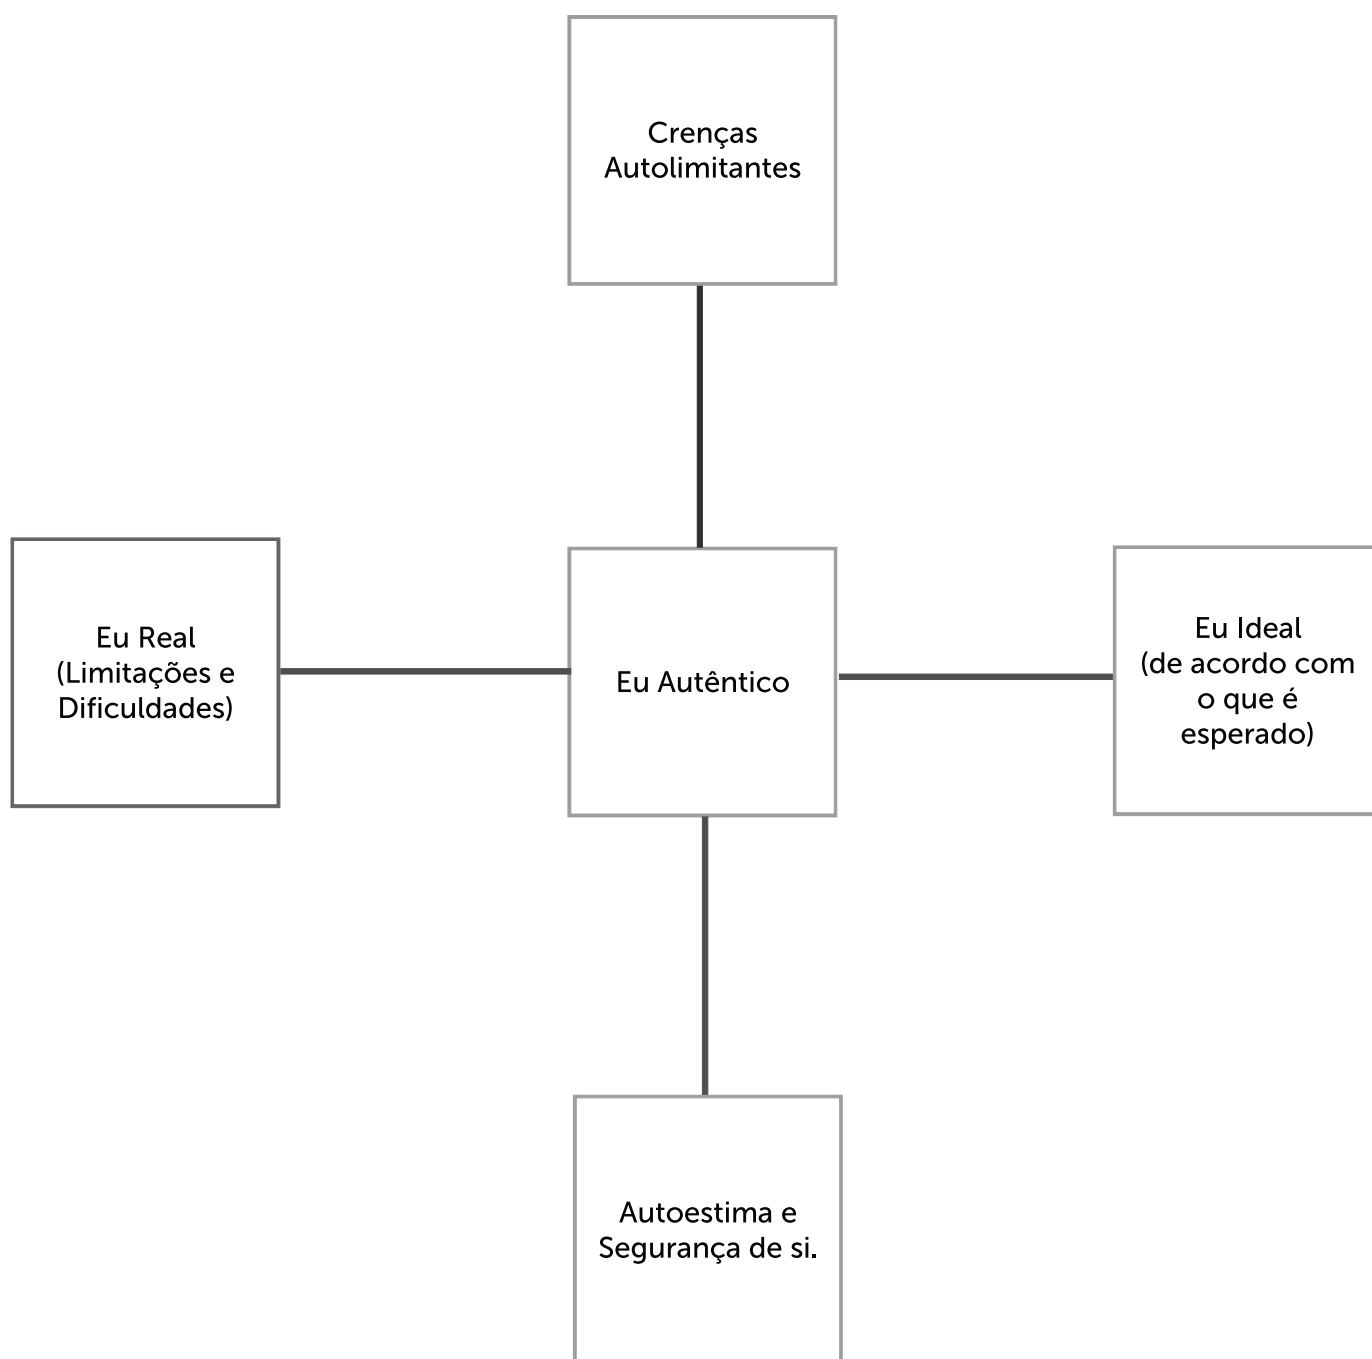 Crenças
Autolimitantes
Eu Real
(Limitações e
Dificuldades)
Eu Autêntico
Eu Ideal
(de acordo com
o que é
esperado)
Autoestima e
Segurança de si.